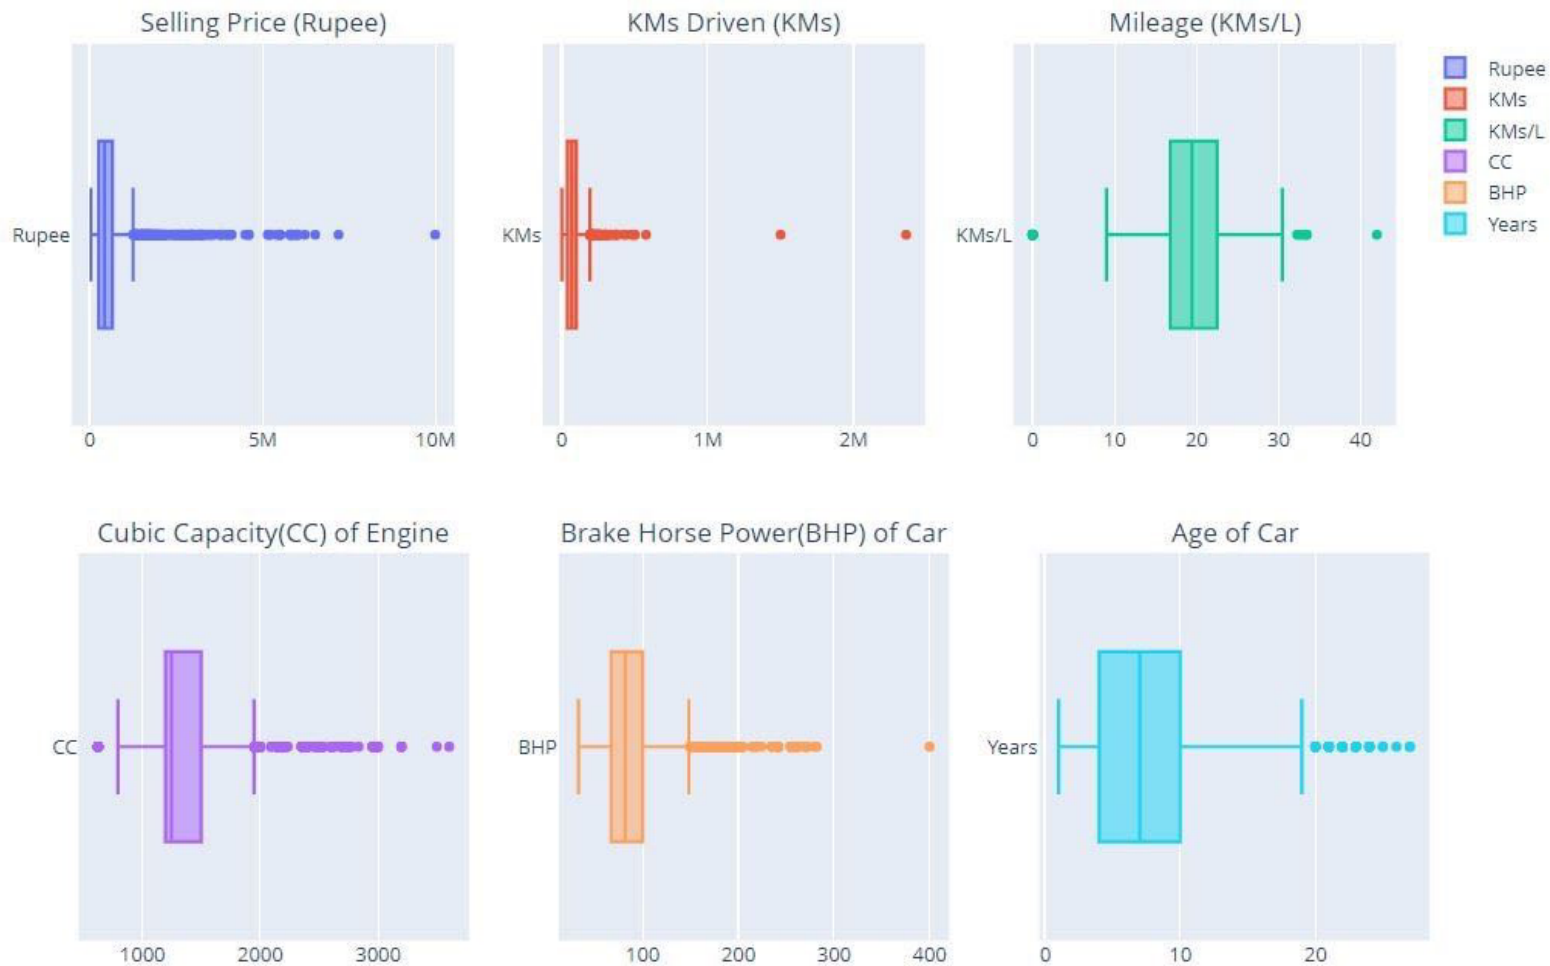 Selling Price (Rupee)
KMs Driven (KMs)
Mileage (KMs/L)
Rupee
KMs
KMs/L
CC
BHP
Years
Rupee
KMs
KMs/L
0 5M 10M
0 1M 2M
0 10 20 30 40
Cubic Capacity(CC) of Engine
Brake Horse Power(BHP) of Car
Age of Car
CC
BHP
Years
1000 2000 3000
100 200 300 400
0 10 20